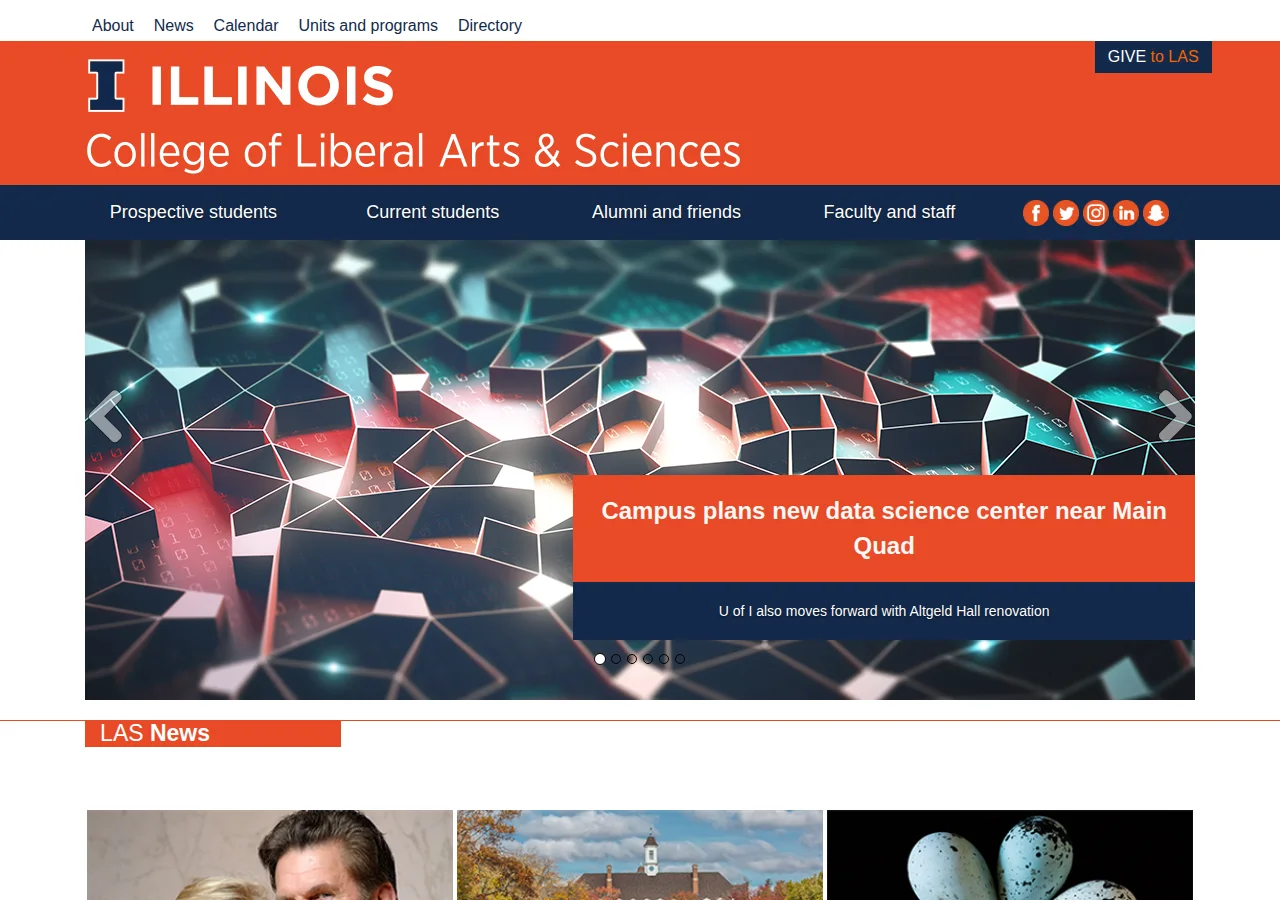 About News Calendar Units and programs Directory
GIVE to LAS
I ILLINOIS
College of Liberal Arts & Sciences
Prospective students Current students Alumni and friends Faculty and staff
Campus plans new data science center near Main
Quad
U of I also moves forward with Altgeld Hall renovation
LAS News